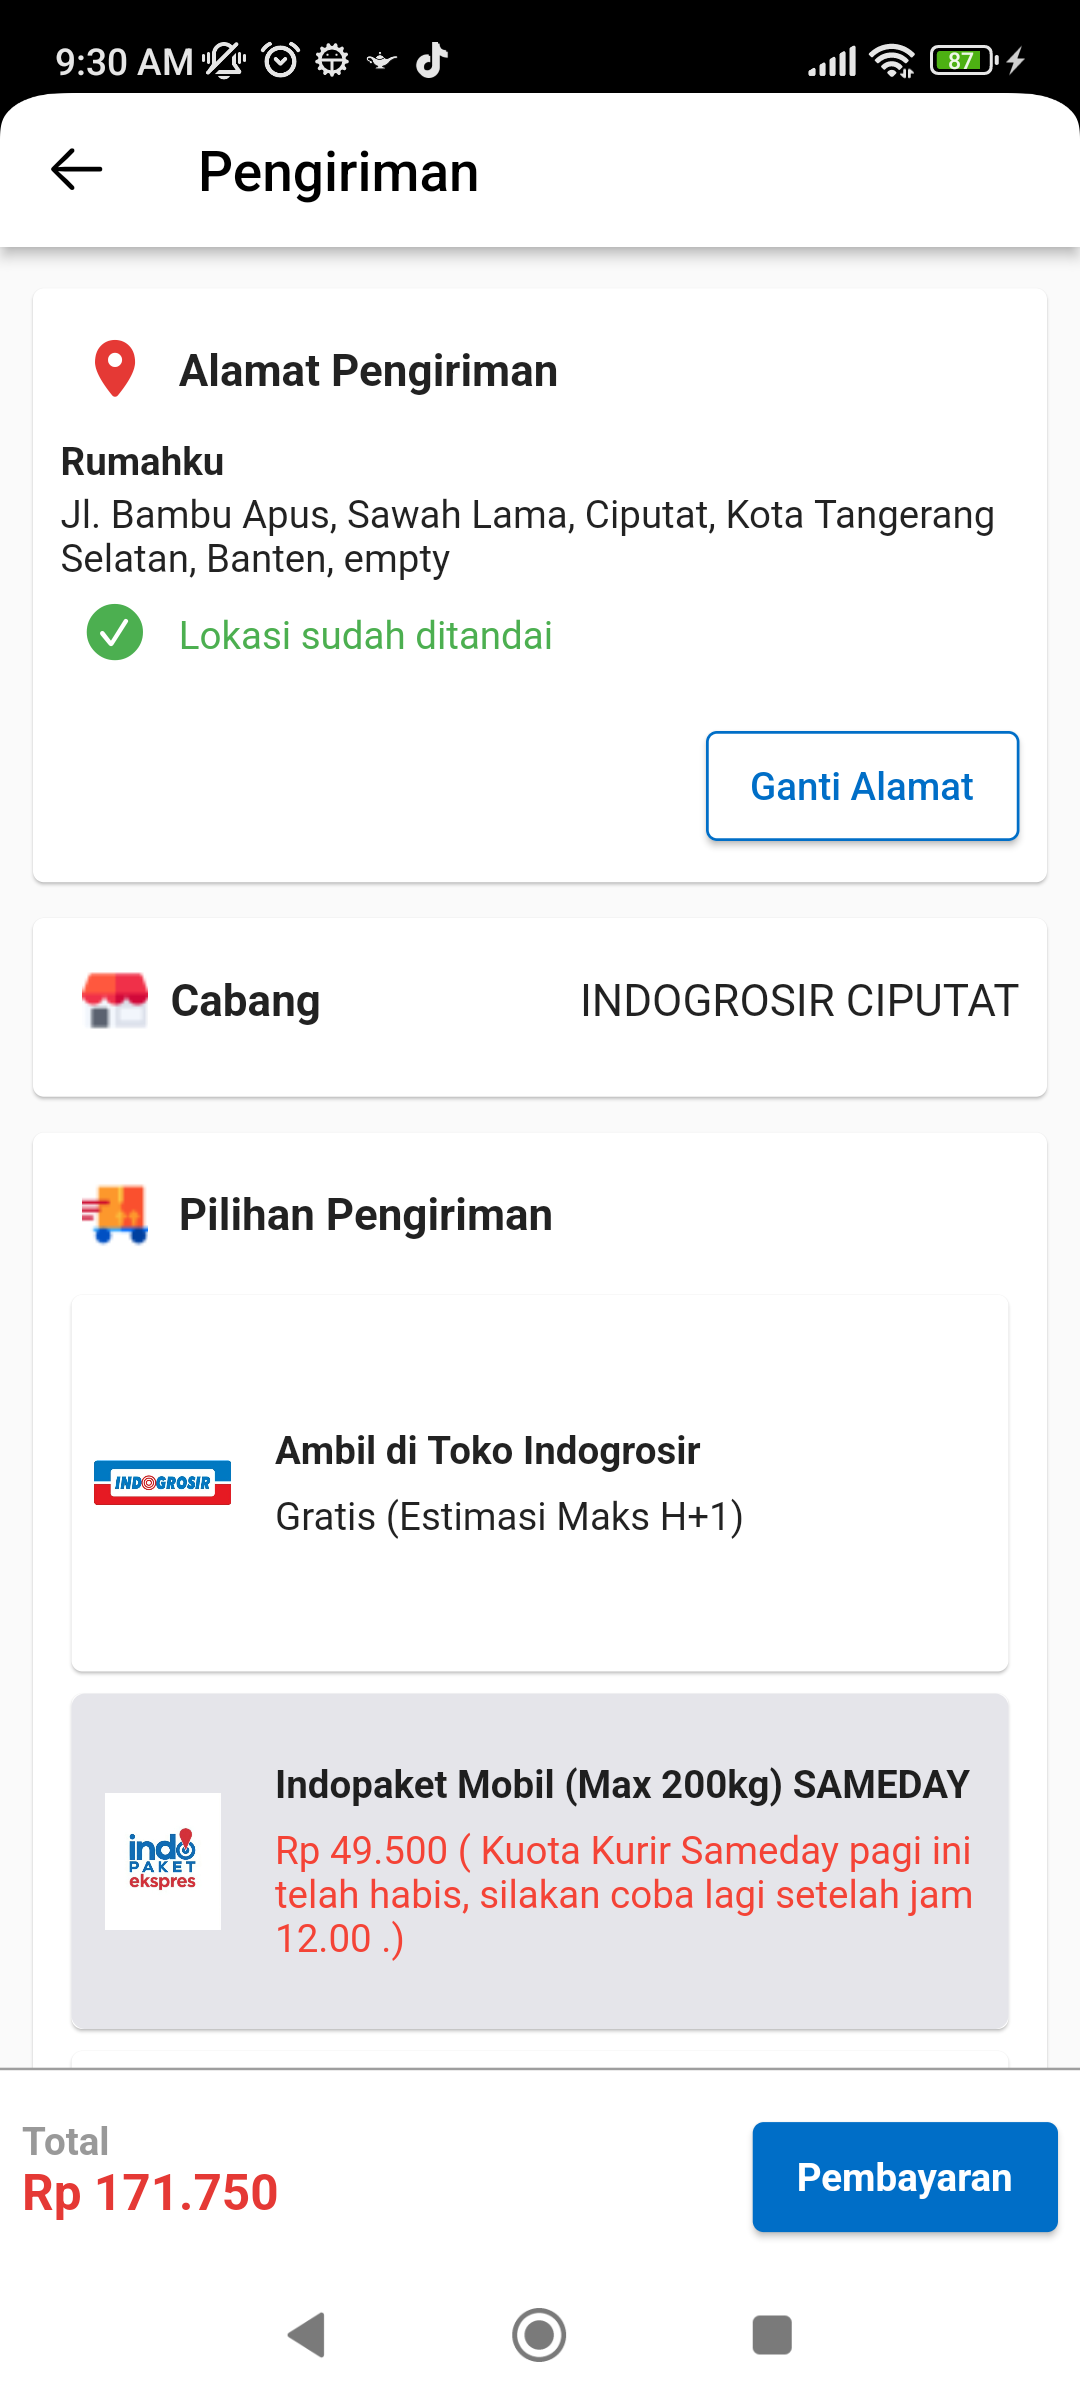 9:30 AM
87
Pengiriman
Alamat Pengiriman
Rumahku
Jl. Bambu Apus, Sawah Lama, Ciputat, Kota Tangerang
Selatan, Banten, empty
Lokasi sudah ditandai
Ganti Alamat
Cabang
INDOGROSIR CIPUTAT
Pilihan Pengiriman
INDOGROSIR
Ambil di Toko Indogrosir
Gratis (Estimasi Maks H+1)
indo
PAKET
ekspres
Indopaket Mobil (Max 200kg) SAMEDAY
Rp 49.500 ( Kuota Kurir Sameday pagi ini
telah habis, silakan coba lagi setelah jam
12.00 .)
Total
Rp 171.750
Pembayaran